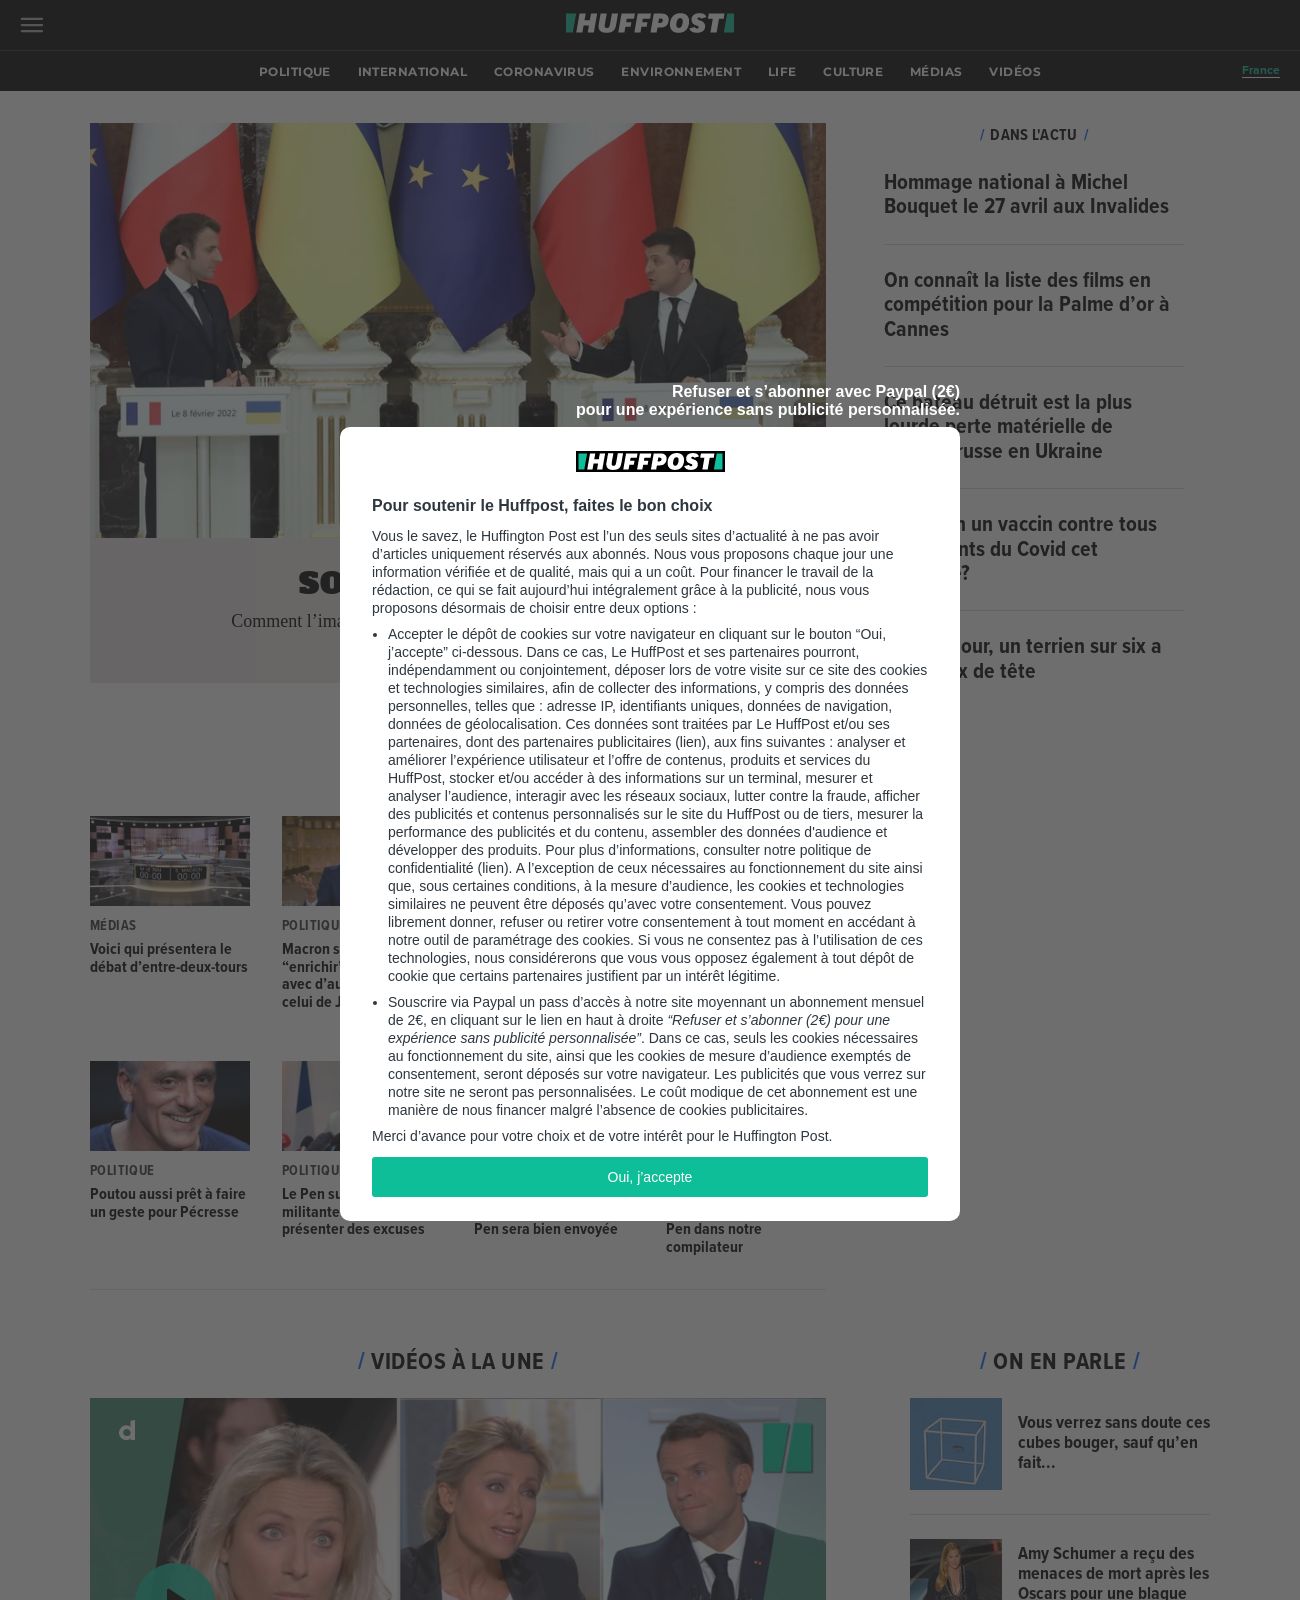 HUFFPOST
POLITIQUE INTERNATIONAL CORONAVIRUS ENVIRONNEMENT LIFE CULTURE MÉDIAS VIDÉOS France
/ DANS L'ACTU /
Hommage national à Michel
Bouquet le 27 avril aux Invalides
On connaît la liste des films en
compétition pour la Palme d’or à
Cannes
Ce bateau détruit est la plus
lourde perte matérielle de
russe en Ukraine
un vaccin contre tous
du Covid cet
un terrien sur six a
de tête
Le 8 février 2022
Refuser et s’abonner avec Paypal (2€)
pour une expérience sans publicité personnalisée.
HUFFPOST
Pour soutenir le Huffpost, faites le bon choix
Vous le savez, le Huffington Post est l’un des seuls sites d’actualité à ne pas avoir
d’articles uniquement réservés aux abonnés. Nous vous proposons chaque jour une
information vérifiée et de qualité, mais qui a un coût. Pour financer le travail de la
rédaction, ce qui se fait aujourd’hui intégralement grâce à la publicité, nous vous
proposons désormais de choisir entre deux options :
• Accepter le dépôt de cookies sur votre navigateur en cliquant sur le bouton “Oui,
j’accepte” ci-dessous. Dans ce cas, Le HuffPost et ses partenaires pourront,
indépendamment ou conjointement, déposer lors de votre visite sur ce site des cookies
et technologies similaires, afin de collecter des informations, y compris des données
personnelles, telles que : adresse IP, identifiants uniques, données de navigation,
données de géolocalisation. Ces données sont traitées par Le HuffPost et/ou ses
partenaires, dont des partenaires publicitaires (lien), aux fins suivantes : analyser et
améliorer l’expérience utilisateur et l’offre de contenus, produits et services du
HuffPost, stocker et/ou accéder à des informations sur un terminal, mesurer et
analyser l’audience, interagir avec les réseaux sociaux, lutter contre la fraude, afficher
des publicités et contenus personnalisés sur le site du HuffPost ou de tiers, mesurer la
performance des publicités et du contenu, assembler des données d'audience et
développer des produits. Pour plus d’informations, consulter notre politique de
confidentialité (lien). A l’exception de ceux nécessaires au fonctionnement du site ainsi
que, sous certaines conditions, à la mesure d’audience, les cookies et technologies
similaires ne peuvent être déposés qu’avec votre consentement. Vous pouvez
librement donner, refuser ou retirer votre consentement à tout moment en accédant à
notre outil de paramétrage des cookies. Si vous ne consentez pas à l’utilisation de ces
technologies, nous considérerons que vous vous opposez également à tout dépôt de
cookie que certains partenaires justifient par un intérêt légitime.
• Souscrire via Paypal un pass d’accès à notre site moyennant un abonnement mensuel
de 2€, en cliquant sur le lien en haut à droite “Refuser et s’abonner (2€) pour une
expérience sans publicité personnalisée”. Dans ce cas, seuls les cookies nécessaires
au fonctionnement du site, ainsi que les cookies de mesure d’audience exemptés de
consentement, seront déposés sur votre navigateur. Les publicités que vous verrez sur
notre site ne seront pas personnalisées. Le coût modique de cet abonnement est une
manière de nous financer malgré l’absence de cookies publicitaires.
Merci d’avance pour votre choix et de votre intérêt pour le Huffington Post.
Oui, j’accepte
Comment
00:00 00:00
MÉDIAS
Voici qui présentera le
débat d’entre-deux-tours
Macron
avec
celui de
POLITIQUE
Poutou aussi prêt à faire
un geste pour Pécresse
Le Pen
présenter des excuses
Pen sera bien envoyée
Pen dans notre
compilateur
/ VIDÉOS À LA UNE /
d
/ ON EN PARLE /
Vous verrez sans doute ces
cubes bouger, sauf qu’en
fait...
Amy Schumer a reçu des
menaces de mort après les
Oscars pour une blague